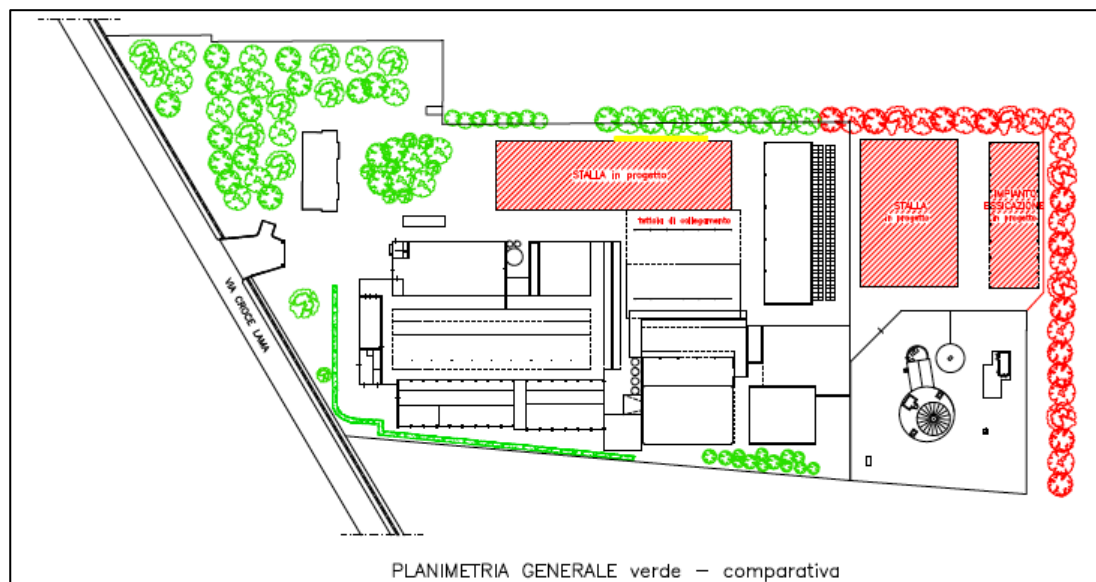 STALLA in progetto
tettoia di collegamento
STALLA
in progetto
IMPIANTO
ESSICAZIONE
in progetto
VIA CROCE LAMA
PLANIMETRIA GENERALE verde - comparativa